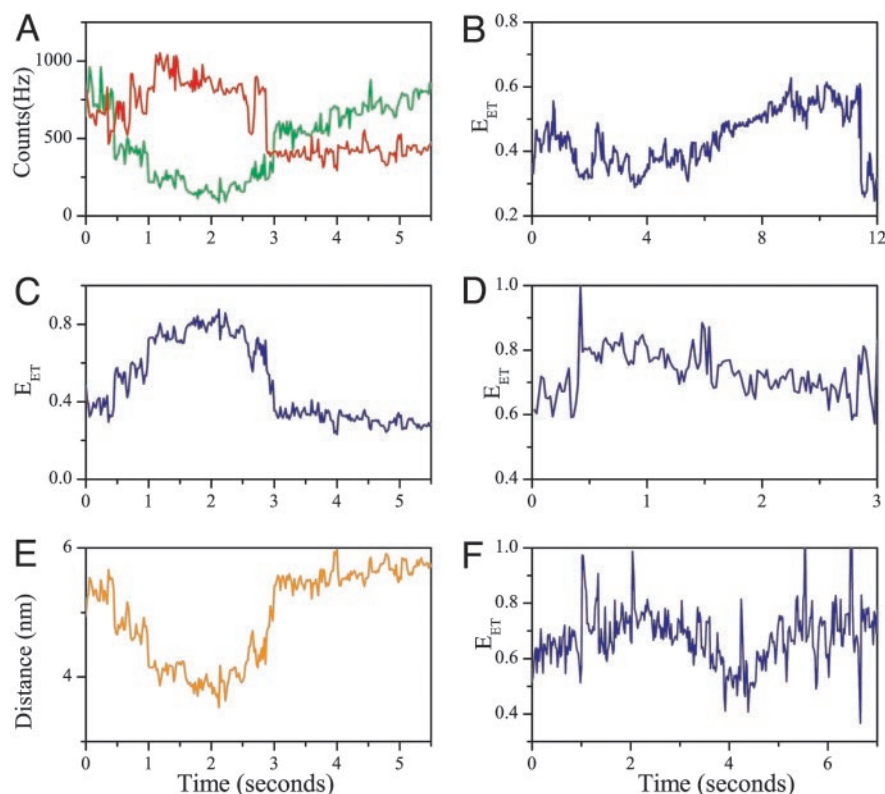 A
B
1000
500
0
Counts(Hz)
0 1 2 3 4 5
0.8
0.6
0.4
0.2
E_ET
0 4 8 12
C
D
0.8
0.4
0.0
E_ET
0 1 2 3 4 5
1.0
0.8
0.6
0.4
E_ET
0 1 2 3
E
F
6
4
Distance (nm)
0 1 2 3 4 5
Time (seconds)
1.0
0.8
0.6
0.4
E_ET
0 2 4 6
Time (seconds)